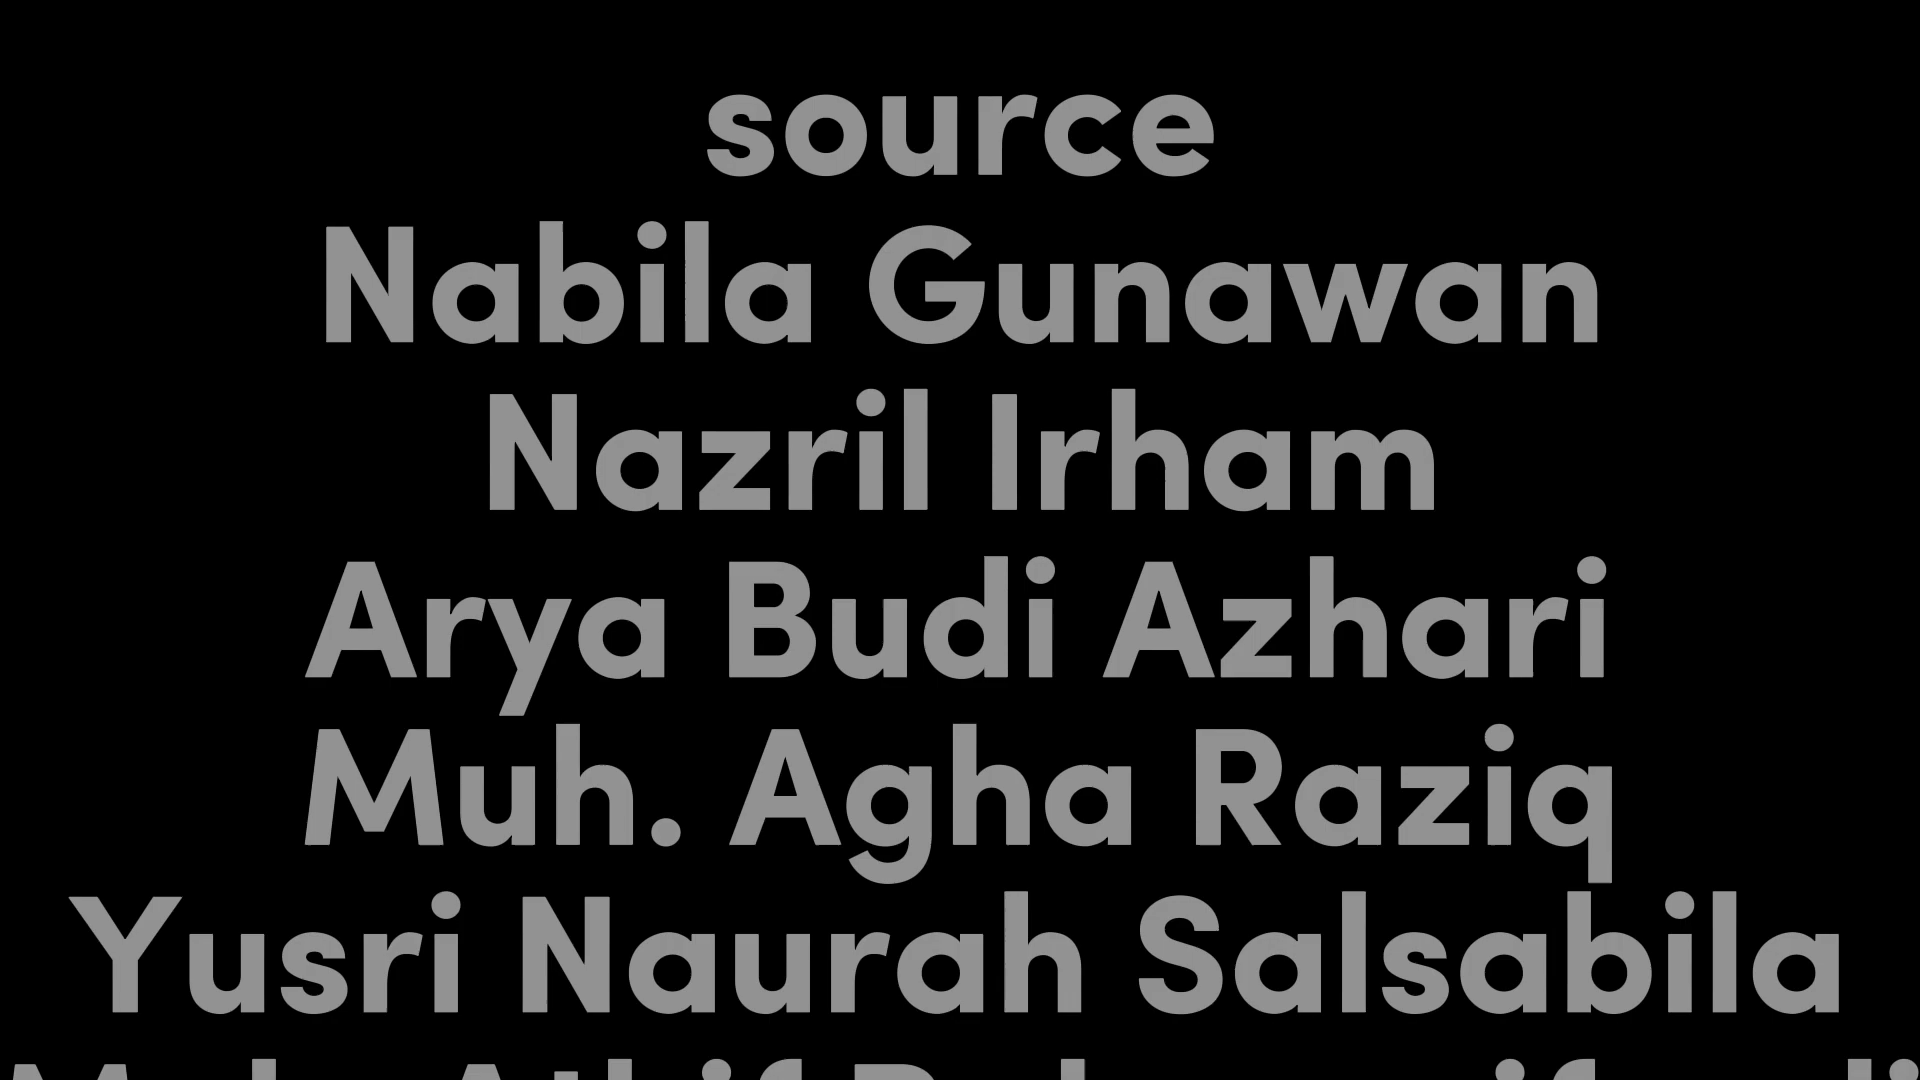 source
Nabila Gunawan
Nazril Irham
Arya Budi Azhari
Muh. Agha Raziq
Yusri Naurah Salsabila